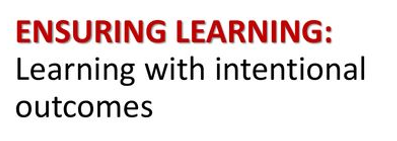 ENSURING LEARNING:
Learning with intentional
outcomes